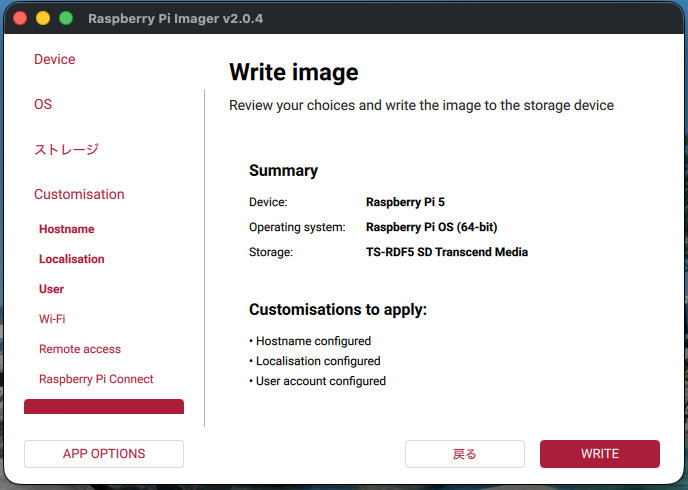 Raspberry Pi Imager v2.0.4
Device
OS
ストレージ
Customisation
Hostname
Localisation
User
Wi-Fi
Remote access
Raspberry Pi Connect
APP OPTIONS
Write image
Review your choices and write the image to the storage device
Summary
Device: Raspberry Pi 5
Operating system: Raspberry Pi OS (64-bit)
Storage: TS-RDF5 SD Transcend Media
Customisations to apply:
• Hostname configured
• Localisation configured
• User account configured
戻る
WRITE